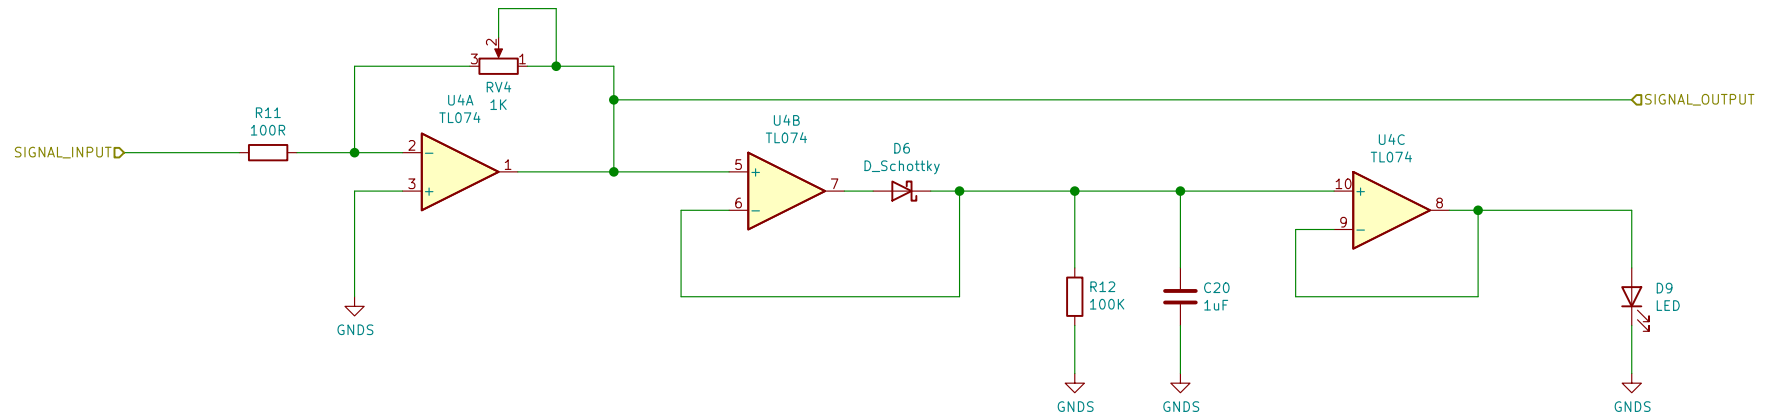 2
3
1
RV4
1K
U4A
TL074
SIGNAL_OUTPUT
R11
100R
U4B
TL074
SIGNAL_INPUT
2
−
1
3
+
D6
D_Schottky
U4C
TL074
5
+
7
6
−
10
+
8
9
−
R12
100K
C20
1uF
D9
LED
GNDS
GNDS
GNDS
GNDS